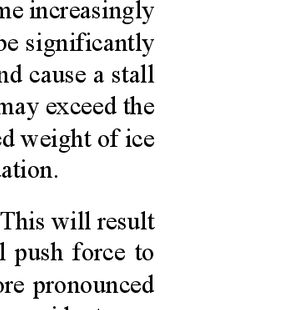 me increasingly
be significantly
nd cause a stall
may exceed the
ed weight of ice
ation.
This will result
l push force to
ore pronounced